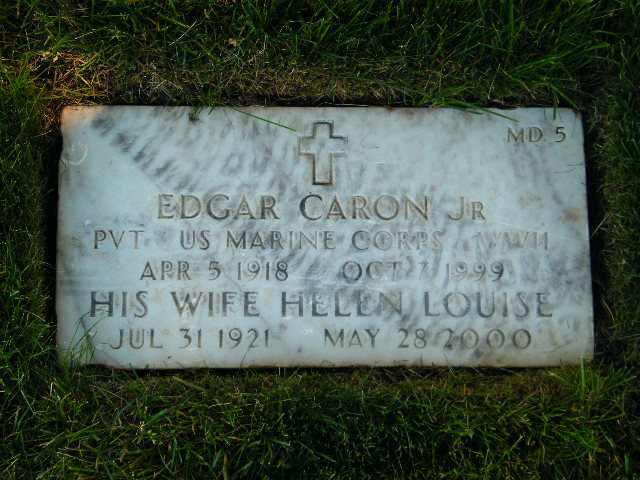 MD 5
EDGAR CARON JR
PVT US MARINE CORPS WWII
APR 5 1918 OCT 7 1999
HIS WIFE HELEN LOUISE
JUL 31 1921 MAY 28 2000